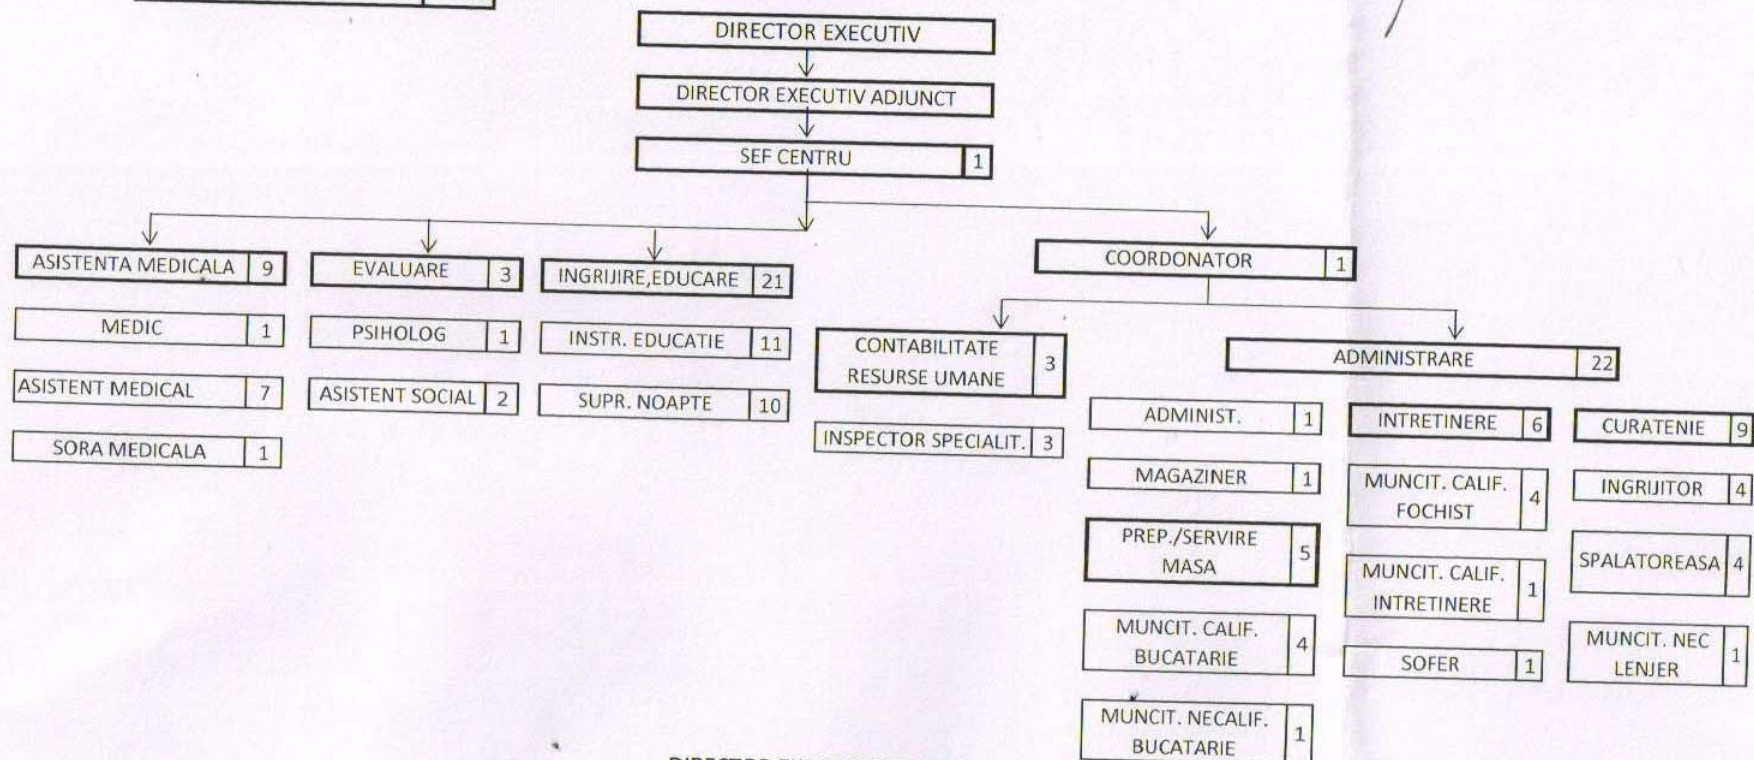 DIRECTOR EXECUTIV
DIRECTOR EXECUTIV ADJUNCT
SEF CENTRU 1
ASISTENTA MEDICALA 9
MEDIC 1
ASISTENT MEDICAL 7
SORA MEDICALA 1
EVALUARE 3
PSIHOLOG 1
ASISTENT SOCIAL 2
INGRIJIRE,EDUCARE 21
INSTR. EDUCATIE 11
SUPR. NOAPTE 10
COORDONATOR 1
CONTABILITATE
RESURSE UMANE 3
INSPECTOR SPECIALIT. 3
ADMINISTRARE 22
ADMINIST. 1
MAGAZINER 1
PREP./SERVIRE
MASA 5
MUNCIT. CALIF.
BUCATARIE 4
MUNCIT. NECALIF.
BUCATARIE 1
INTRETINERE 6
MUNCIT. CALIF.
FOCHIST 4
MUNCIT. CALIF.
INTRETINERE 1
SOFER 1
CURATENIE 9
INGRIJITOR 4
SPALATOREASA 4
MUNCIT. NEC
LENJER 1